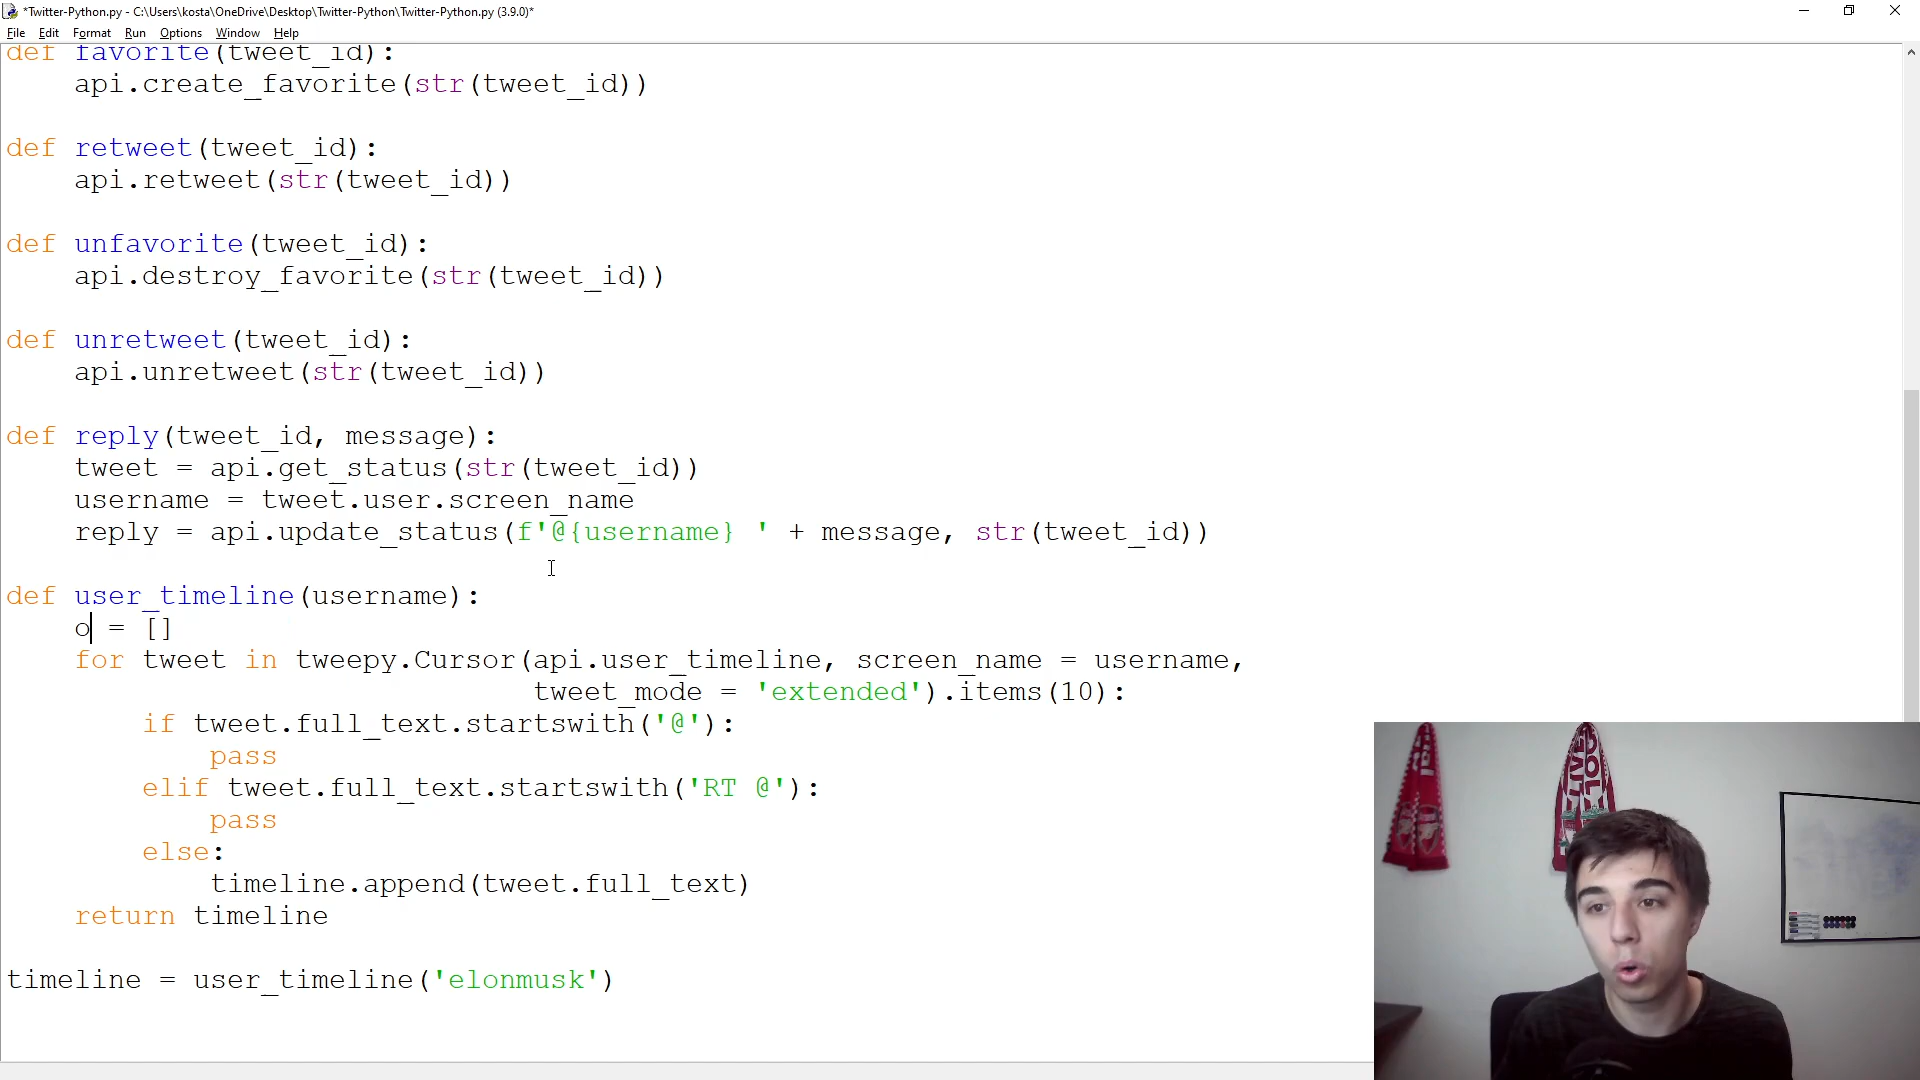 *Twitter-Python.py - C:\Users\kosta\OneDrive\Desktop\Twitter-Python\Twitter-Python.py (3.9.0)*
File Edit Format Run Options Window Help
def favorite(tweet_id):
    api.create_favorite(str(tweet_id))
def retweet(tweet_id):
    api.retweet(str(tweet_id))
def unfavorite(tweet_id):
    api.destroy_favorite(str(tweet_id))
def unretweet(tweet_id):
    api.unretweet(str(tweet_id))
def reply(tweet_id, message):
    tweet = api.get_status(str(tweet_id))
    username = tweet.user.screen_name
    reply = api.update_status(f'@{username} ' + message, str(tweet_id))
def user_timeline(username):
    o = []
    for tweet in tweepy.Cursor(api.user_timeline, screen_name = username,
                               tweet_mode = 'extended').items(10):
        if tweet.full_text.startswith('@'):
            pass
        elif tweet.full_text.startswith('RT @'):
            pass
        else:
            timeline.append(tweet.full_text)
    return timeline
timeline = user_timeline('elonmusk')